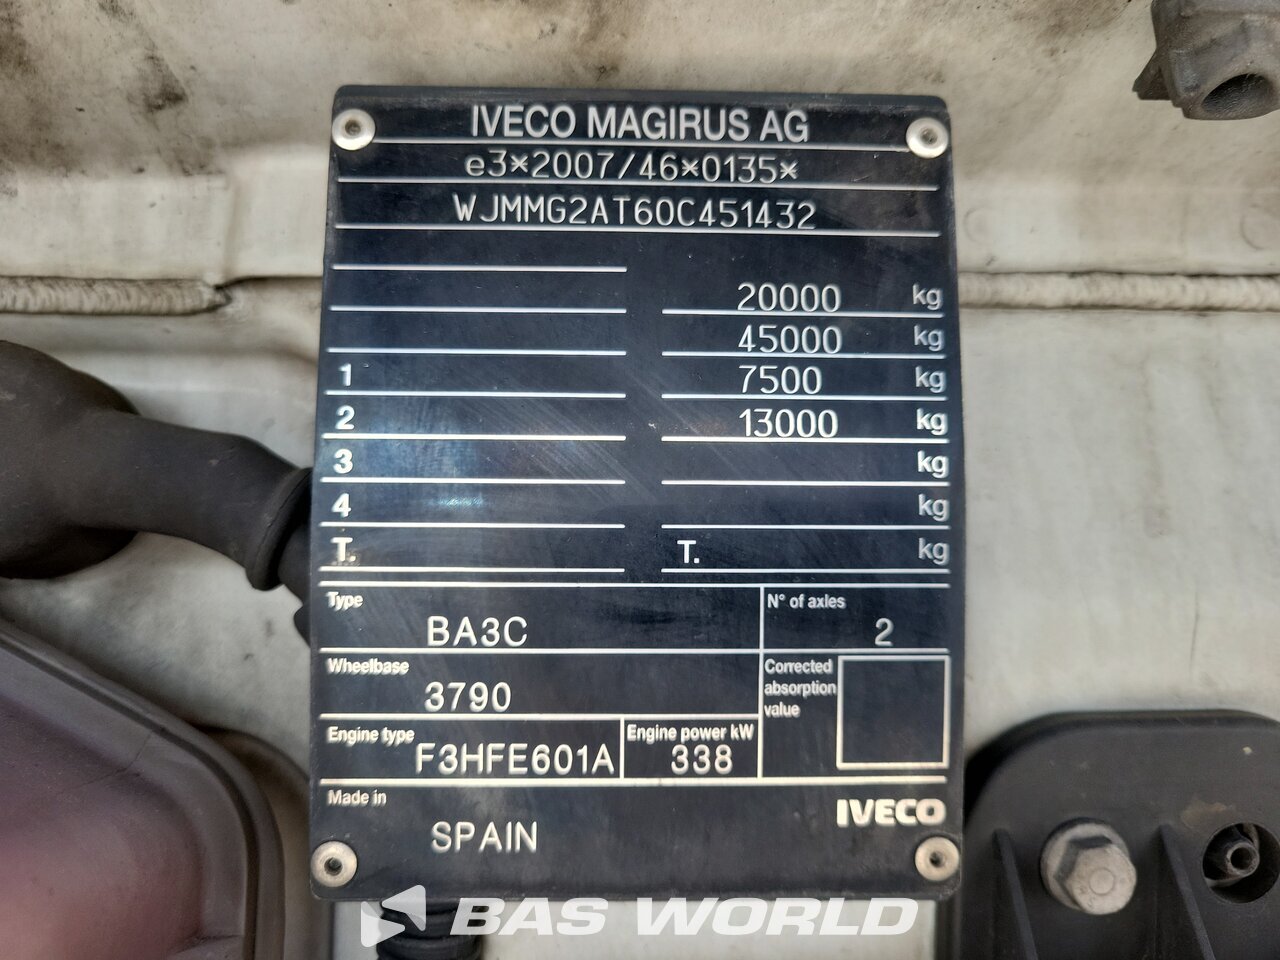 IVECO MAGIRUS AG
e3*2007/46*0135*
WJMMG2AT60C451432
20000 kg
45000 kg
1 7500 kg
2 13000 kg
3 kg
4 kg
T. T. kg
Type BA3C N° of axles 2
Wheelbase 3790 Corrected absorption value
Engine type F3HFE601A Engine power kW 338
Made in SPAIN IVECO
BAS WORLD